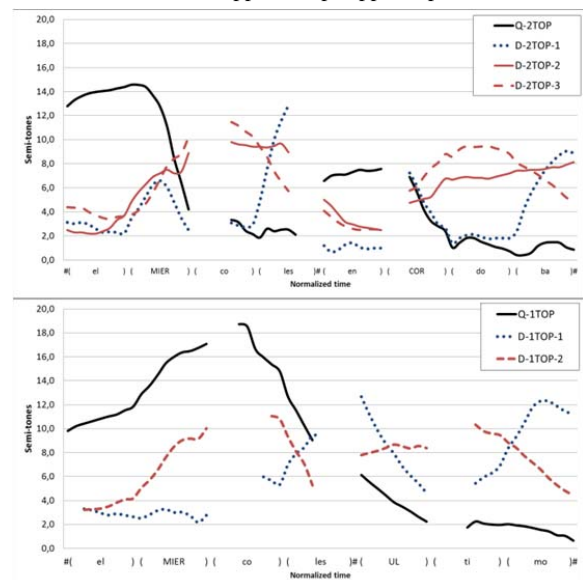 20,0
18,0
16,0
14,0
12,0
10,0
8,0
6,0
4,0
2,0
0,0
Semi-tones
Q-2TOP
D-2TOP-1
D-2TOP-2
D-2TOP-3
#( el )( MIER )( co )( les )# en )( COR )( do )( ba )#
Normalized time
20,0
18,0
16,0
14,0
12,0
10,0
8,0
6,0
4,0
2,0
0,0
Semi-tones
Q-1TOP
D-1TOP-1
D-1TOP-2
#( el )( MIER )( co )( les )# UL )( ti )( mo )#
Normalized time